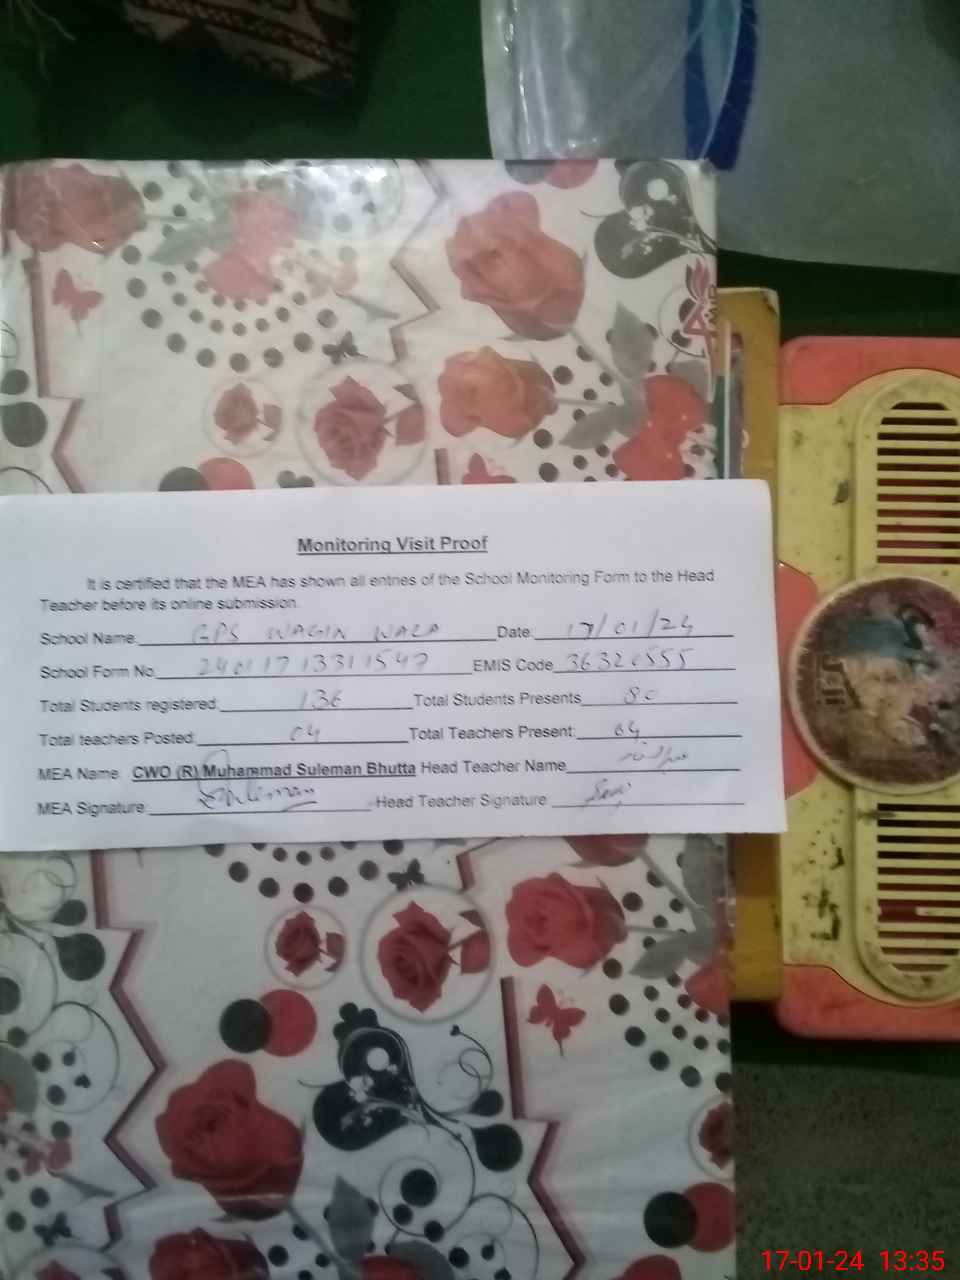 Monitoring Visit Proof
It is certified that the MEA has shown all entries of the School Monitoring Form to the Head
Teacher before its online submission.
School Name: GPS WAGIN WALA Date: 17/01/24
School Form No. 24011713311547 EMIS Code 36320555
Total Students registered: 136 Total Students Presents 80
Total teachers Posted: 04 Total Teachers Present: 04
MEA Name: CWO (R) Muhammad Suleman Bhutta Head Teacher Name
MEA Signature: Suleman Head Teacher Signature:
17-01-24 13:35